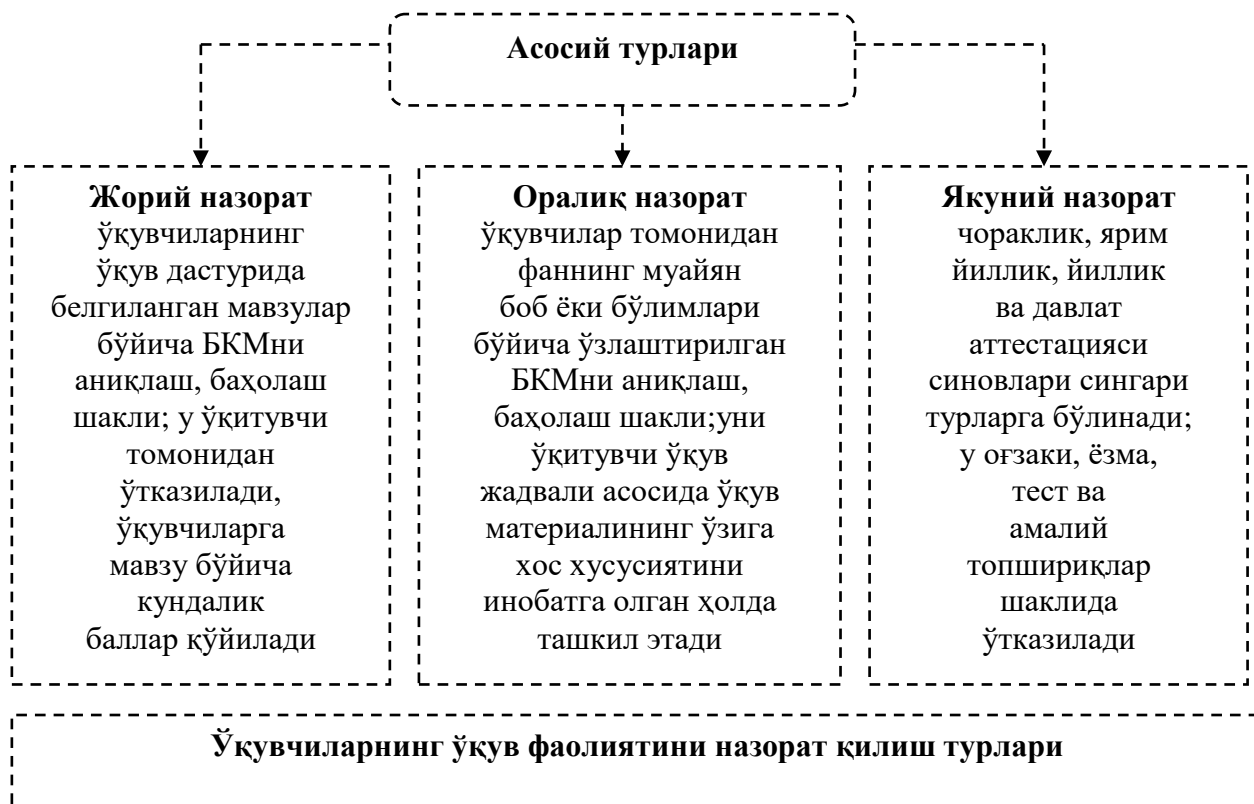 Асосий турлари
Жорий назорат
ўқувчиларнинг
ўқув дастурида
белгиланган мавзулар
бўйича БКМни
аниқлаш, баҳолаш
шакли; у ўқитувчи
томонидан
ўтказилади,
ўқувчиларга
мавзу бўйича
кундалик
баллар қўйилади
Оралиқ назорат
ўқувчилар томонидан
фаннинг муайян
боб ёки бўлимлари
бўйича ўзлаштирилган
БКМни аниқлаш,
баҳолаш шакли;уни
ўқитувчи ўқув
жадвали асосида ўқув
материалининг ўзига
хос хусусиятини
инобатга олган ҳолда
ташкил этади
Якуний назорат
чораклик, ярим
йиллик, йиллик
ва давлат
аттестацияси
синовлари сингари
турларга бўлинади;
у оғзаки, ёзма,
тест ва
амалий
топшириқлар
шаклида
ўтказилади
Ўқувчиларнинг ўқув фаолиятини назорат қилиш турлари